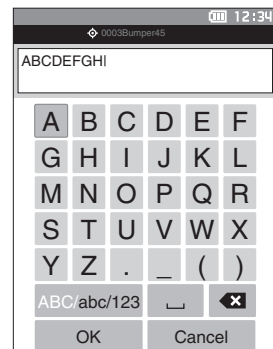 12:34
0003Bumper45
ABCDEFGHI
A B C D E F
G H I J K L
M N O P Q R
S T U V W X
Y Z . _ ( )
ABC/abc/123
OK Cancel